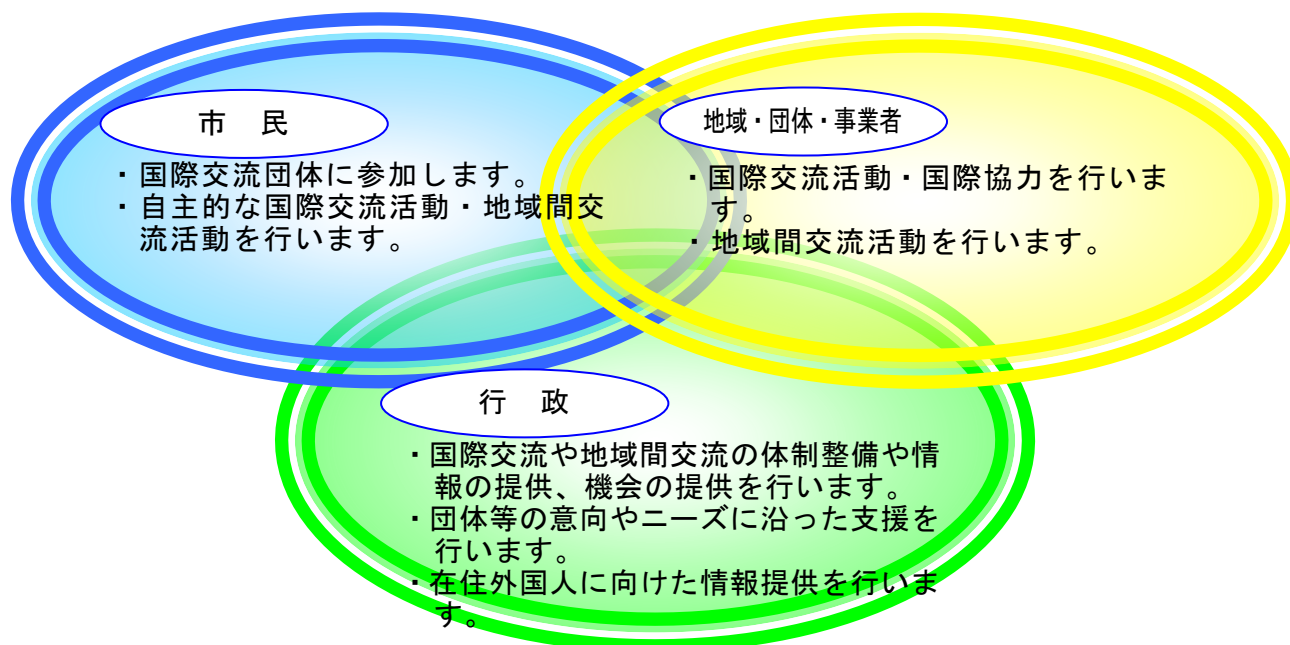 市　民
・国際交流団体に参加します。
・自主的な国際交流活動・地域間交
流活動を行います。
地域・団体・事業者
・国際交流活動・国際協力を行いま
す。
・地域間交流活動を行います。
行　政
・国際交流や地域間交流の体制整備や情
報の提供、機会の提供を行います。
・団体等の意向やニーズに沿った支援を
行います。
・在住外国人に向けた情報提供を行いま
す。